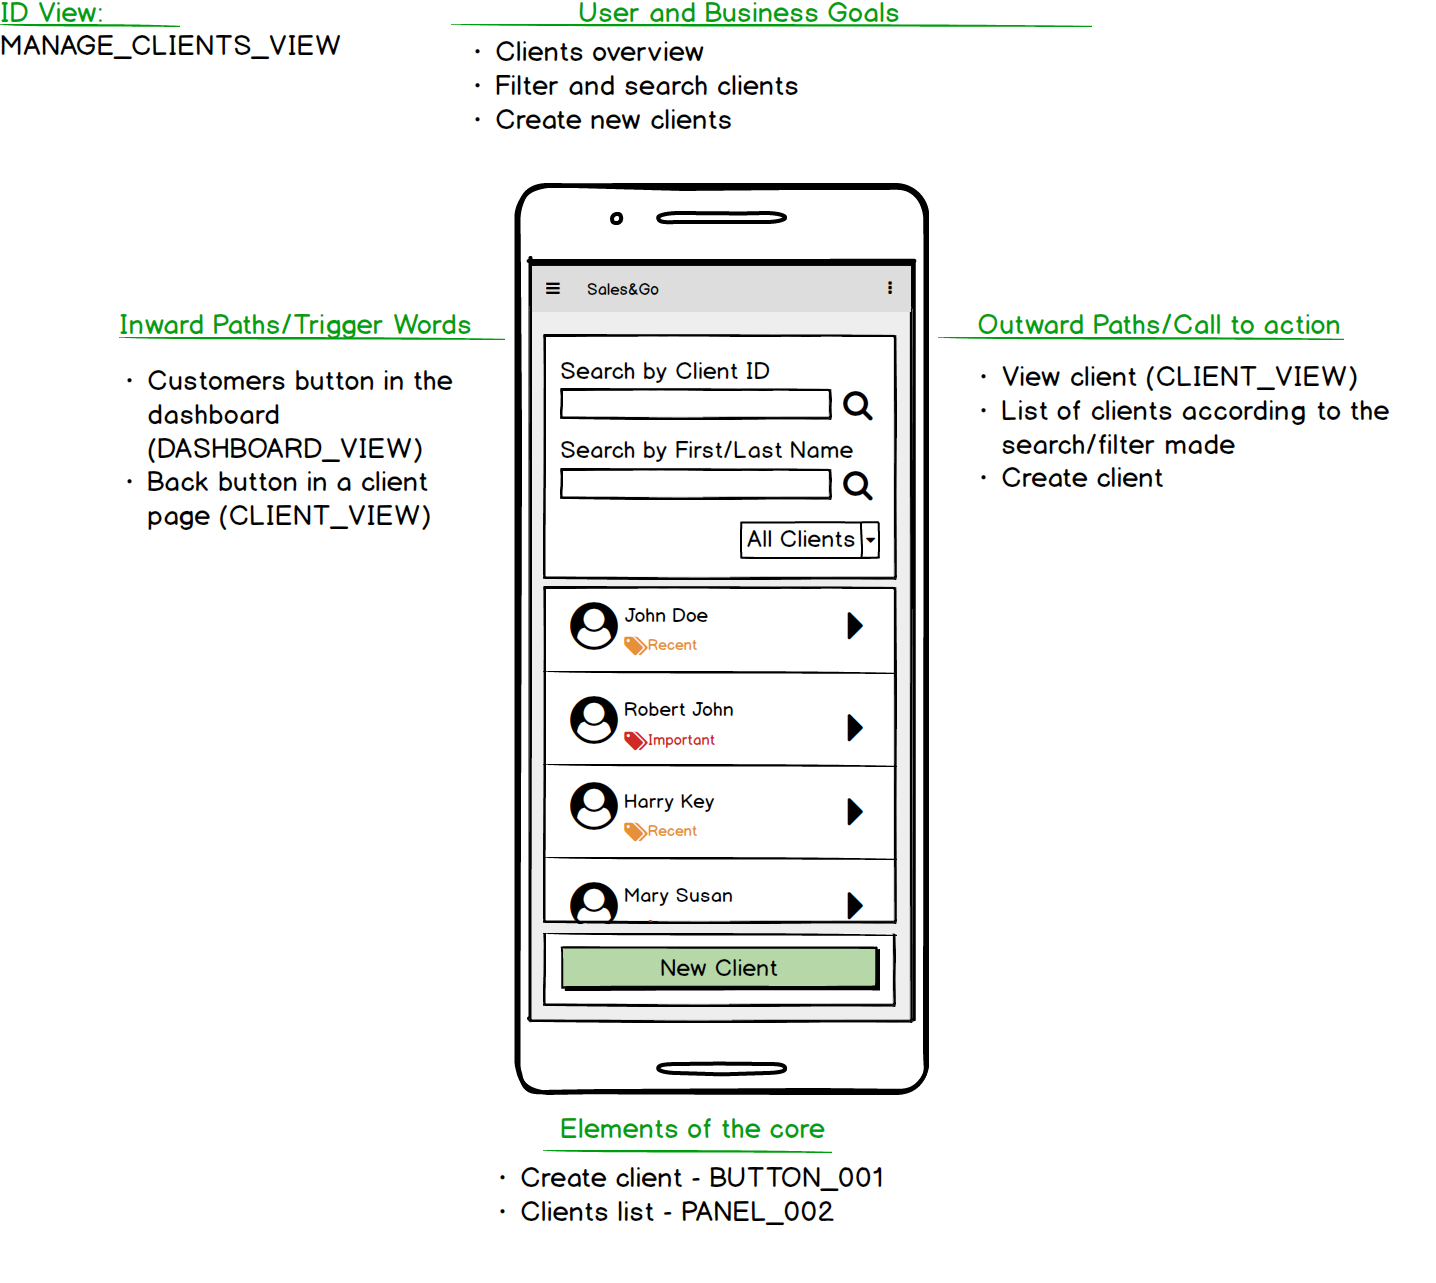 ID View:
MANAGE_CLIENTS_VIEW
User and Business Goals
· Clients overview
· Filter and search clients
· Create new clients
Inward Paths/Trigger Words
· Customers button in the
dashboard
(DASHBOARD_VIEW)
· Back button in a client
page (CLIENT_VIEW)
Sales&Go
Search by Client ID
Search by First/Last Name
All Clients
John Doe
Recent
Robert John
Important
Harry Key
Recent
Mary Susan
New Client
Outward Paths/Call to action
· View client (CLIENT_VIEW)
· List of clients according to the
search/filter made
· Create client
Elements of the core
· Create client - BUTTON_001
· Clients list - PANEL_002